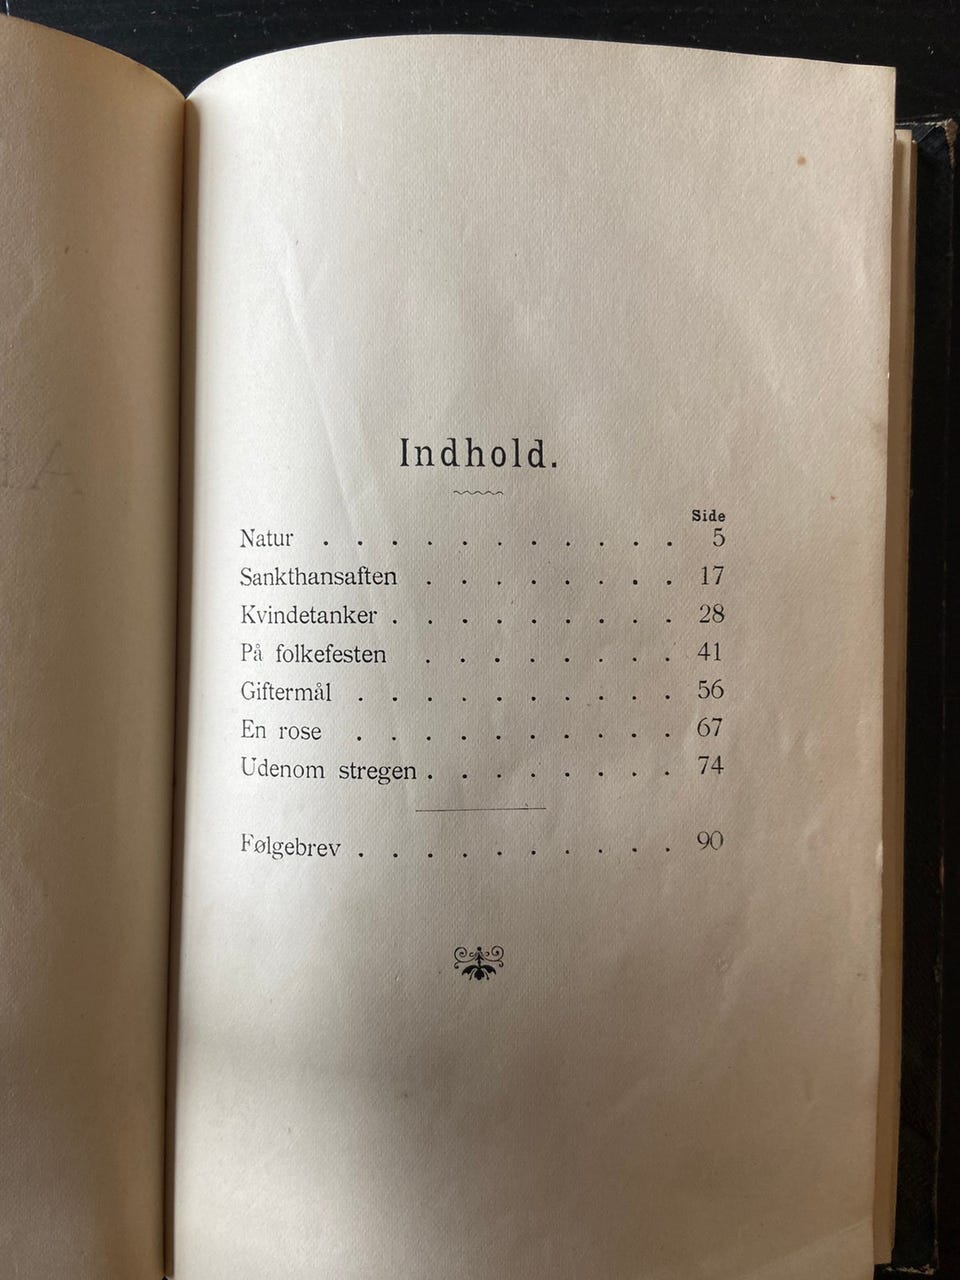 Indhold.
Side
Natur . . . . . . . . . . . 5
Sankthansaften . . . . . . . . 17
Kvindetanker . . . . . . . . . 28
På folkefesten . . . . . . . . 41
Giftermål . . . . . . . . . . 56
En rose . . . . . . . . . . 67
Udenom stregen . . . . . . . . 74
Følgebrev . . . . . . . . . . 90